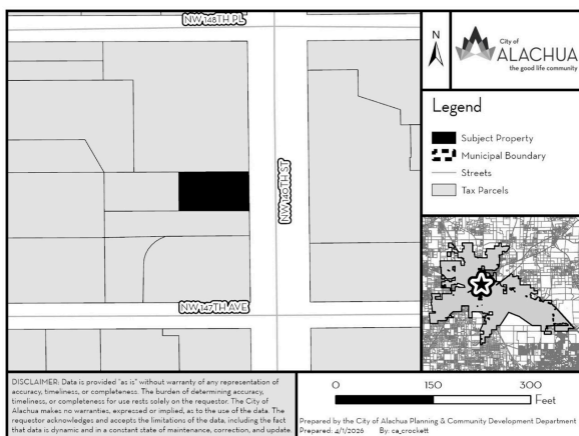 NW 148TH PL
NW 140TH ST
NW 147TH AVE
N
City of
ALACHUA
the good life community
Legend
Subject Property
Municipal Boundary
Streets
Tax Parcels
DISCLAIMER: Data is provided "as is" without warranty of any representation of
accuracy, timeliness, or completeness. The burden of determining accuracy,
timeliness, or completeness for use rests solely on the requestor. The City of
Alachua makes no warranties, expressed or implied, as to the use of the data. The
requestor acknowledges and accepts the limitations of the data, including the fact
that data is dynamic and in a constant state of maintenance, correction, and update.
0 150 300
Feet
Prepared by the City of Alachua Planning & Community Development Department
Prepared: 4/1/2026 By: ca_crockett